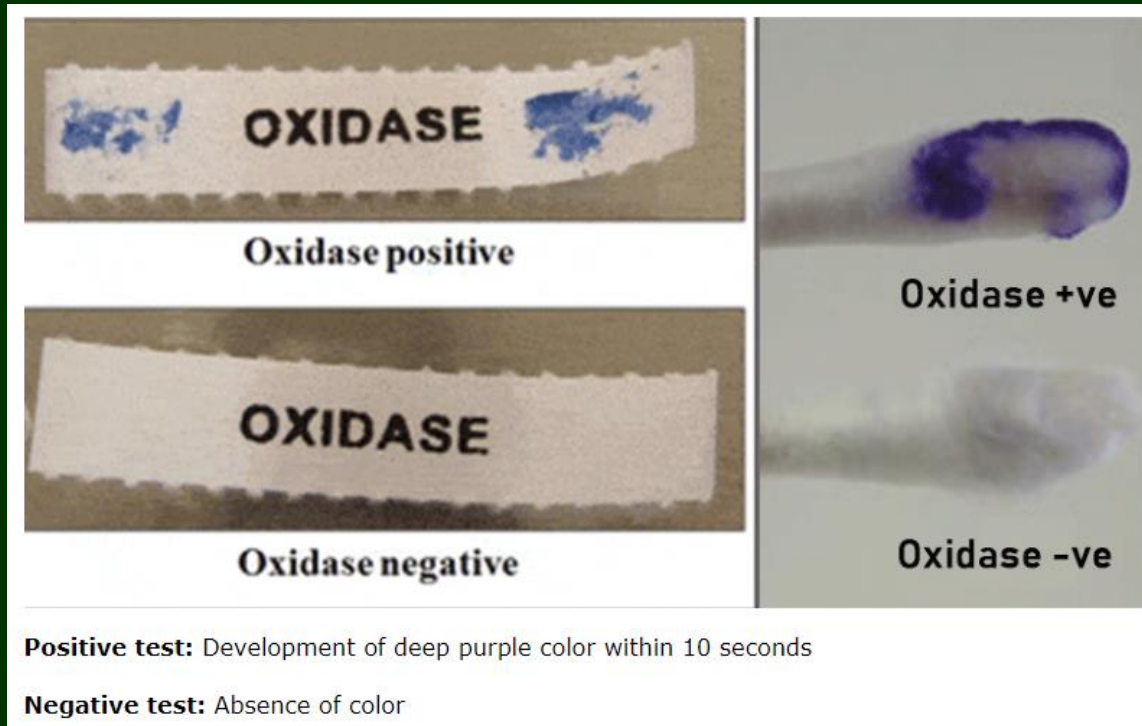 OXIDASE
Oxidase positive
OXIDASE
Oxidase negative
Oxidase +ve
Oxidase -ve
Positive test: Development of deep purple color within 10 seconds
Negative test: Absence of color